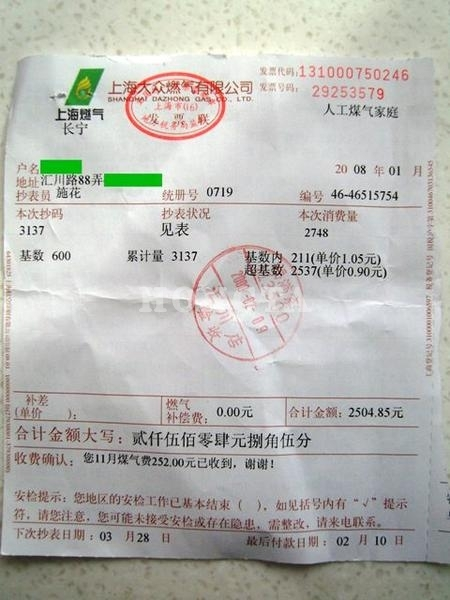 上海大众燃气有限公司
SHANGHAI DAZHONG GAS CO., LTD.
上海燃气
长宁
发票代码:131000750246
发票号码: 29253579
人工煤气家庭
上海市(16)
发票联
户名
2008年01月
地址 汇川路88弄
抄表员 施花 统册号 0719 编号 46-46515754
本次抄码 抄表状况 本次消费量
3137 见表 2748
基数 600 累计量 3137 基数内 211(单价1.05元)
超基数 2537(单价0.90元)
补差
(单价 ): 燃气
补偿费: 0.00元 合计金额: 2504.85元
合计金额大写: 贰仟伍佰零肆元捌角伍分
收费确认: 您11月煤气费252.00元已收到，谢谢!
安检提示: 您地区的安检工作已基本结束 ( )，如见括号内有"√"提示
符，请您注意，您可能未接受安检或存在隐患，需整改，请来电联系。
下次抄表日期: 03 月 28 日 最后付款日期: 02 月 10 日